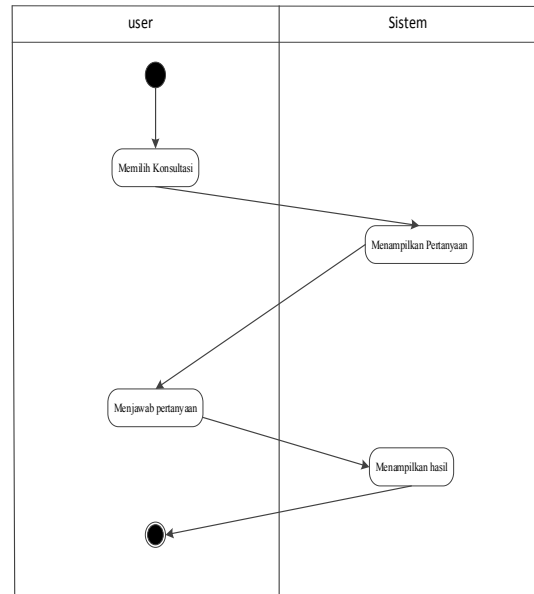 user
Sistem
Memilih Konsultasi
Menampilkan Pertanyaan
Menjawab pertanyaan
Menampilkan hasil